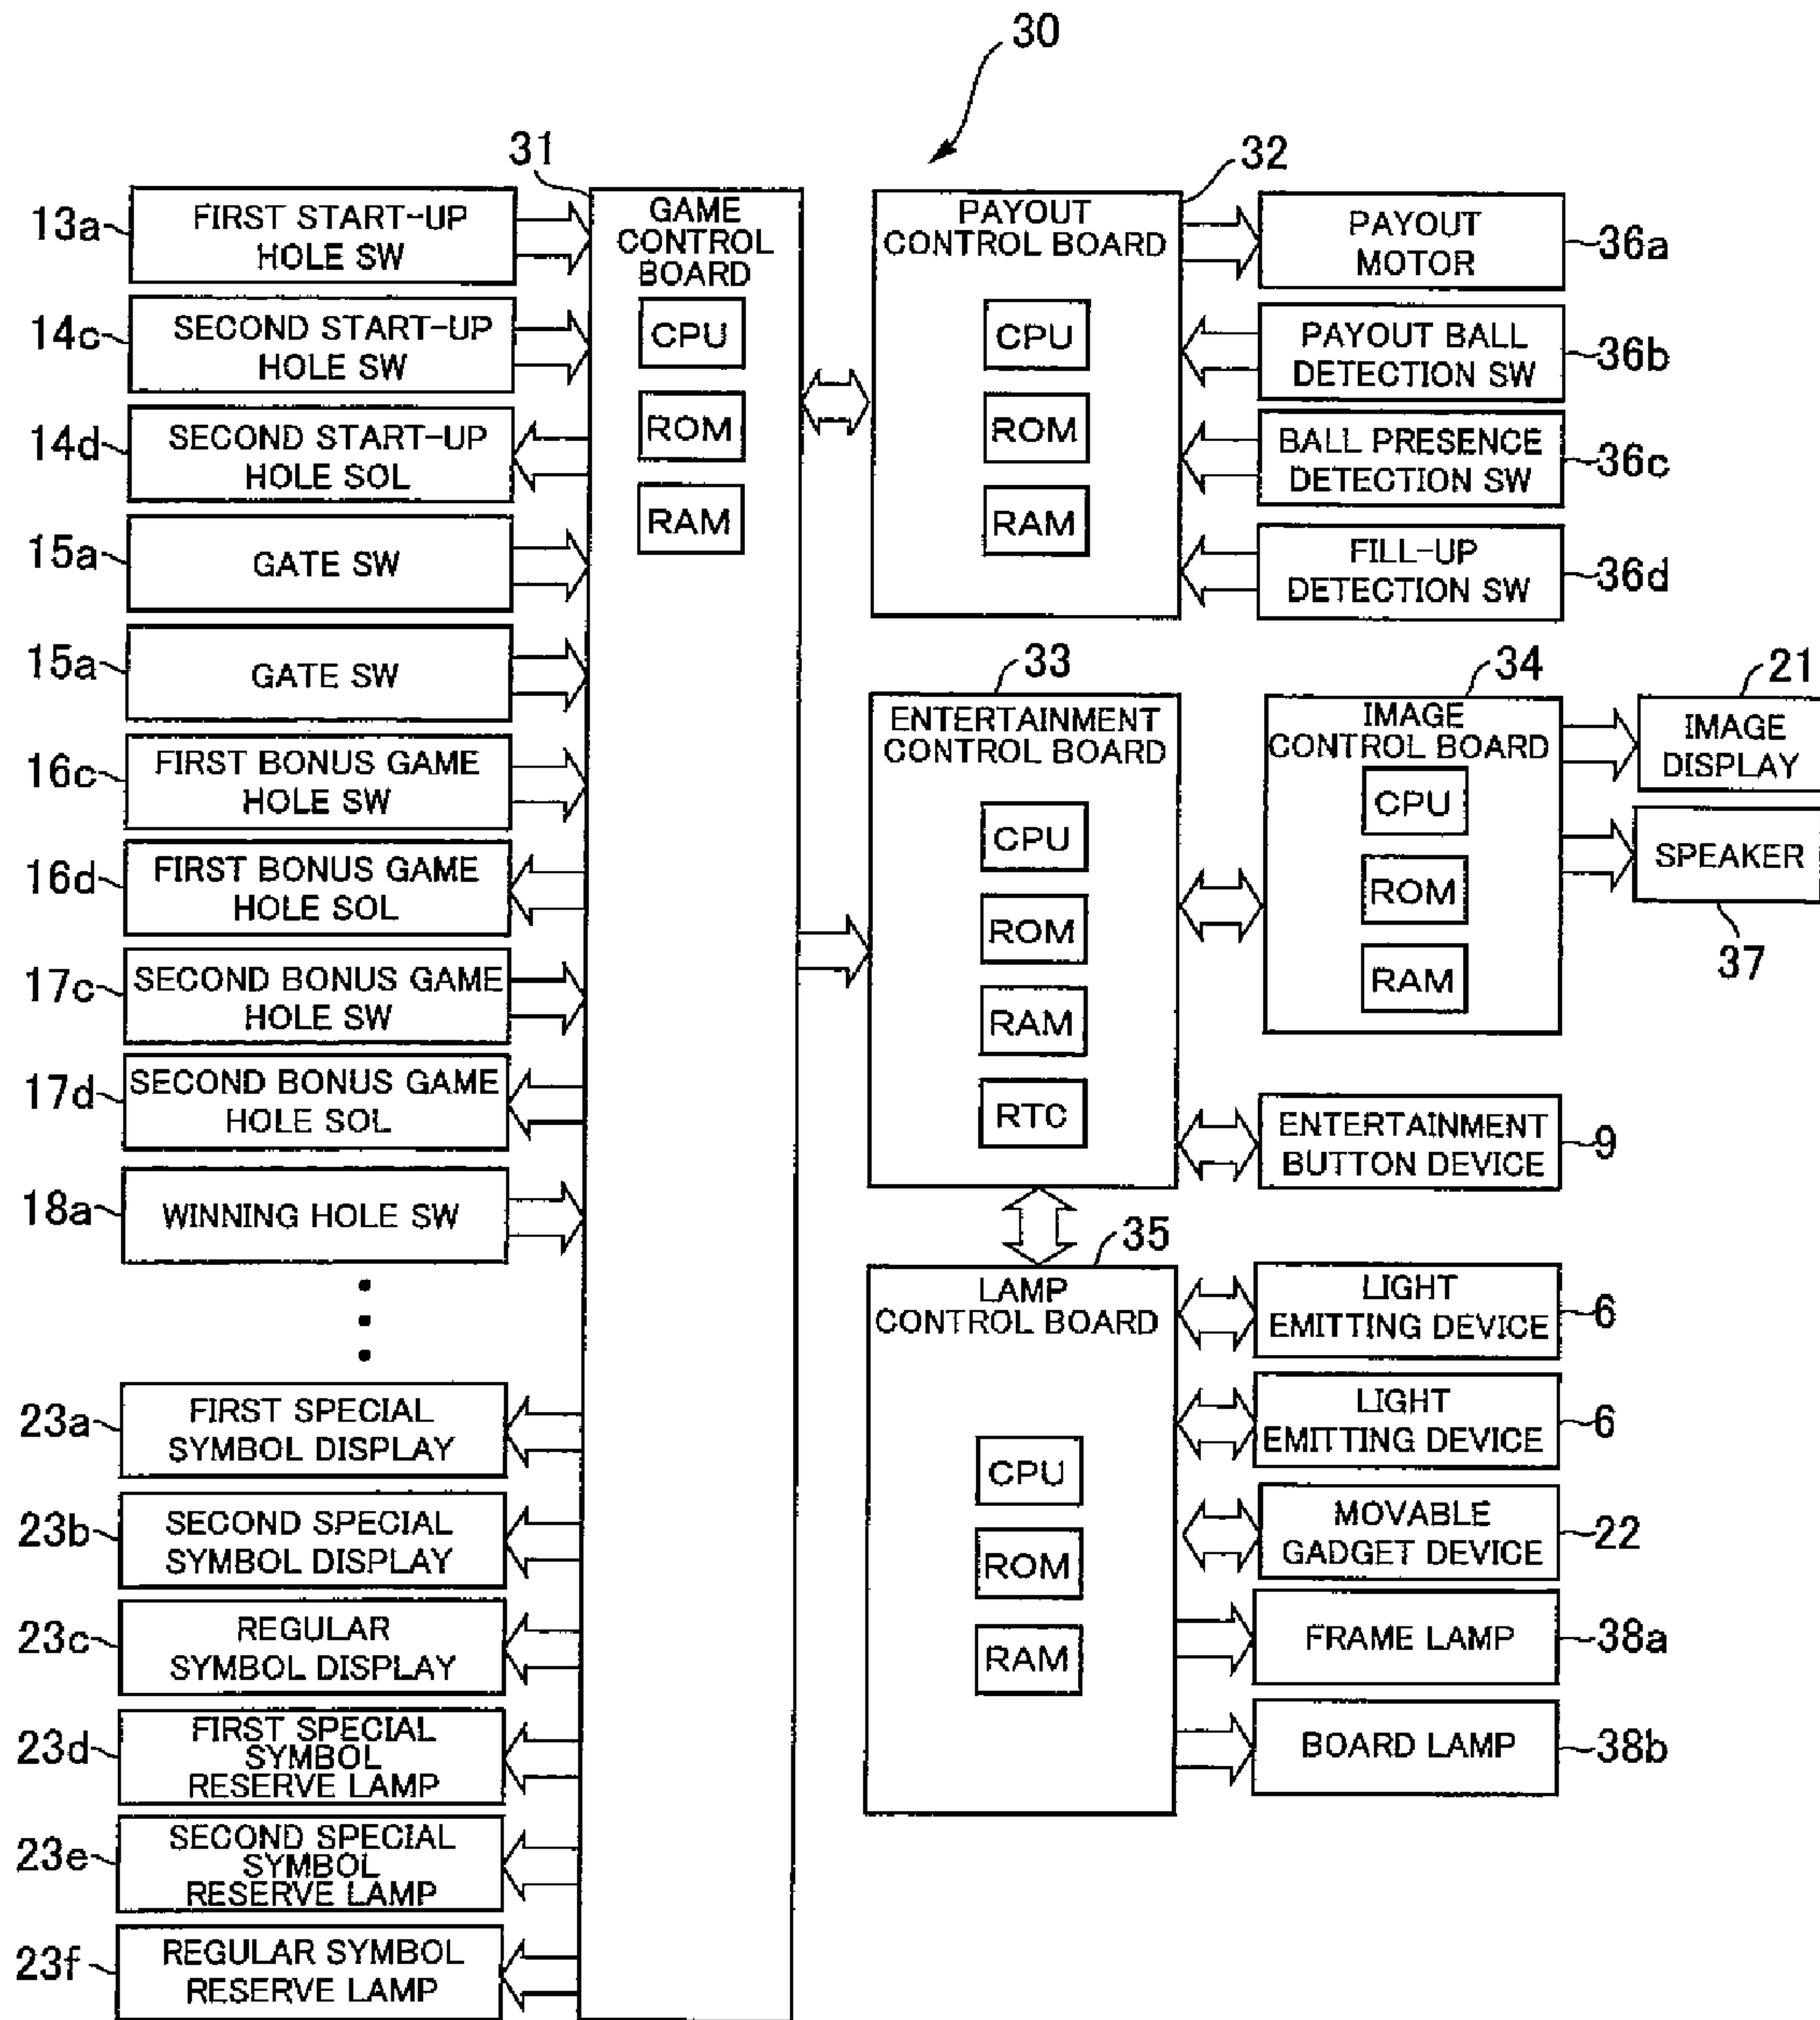 30
31
13a
FIRST START-UP
HOLE SW
14c
SECOND START-UP
HOLE SW
14d
SECOND START-UP
HOLE SOL
15a
GATE SW
15a
GATE SW
16c
FIRST BONUS GAME
HOLE SW
16d
FIRST BONUS GAME
HOLE SOL
17c
SECOND BONUS GAME
HOLE SW
17d
SECOND BONUS GAME
HOLE SOL
18a
WINNING HOLE SW
23a
FIRST SPECIAL
SYMBOL DISPLAY
23b
SECOND SPECIAL
SYMBOL DISPLAY
23c
REGULAR
SYMBOL DISPLAY
23d
FIRST SPECIAL
SYMBOL
RESERVE LAMP
23e
SECOND SPECIAL
SYMBOL
RESERVE LAMP
23f
REGULAR SYMBOL
RESERVE LAMP
GAME
CONTROL
BOARD
CPU
ROM
RAM
32
PAYOUT
CONTROL BOARD
CPU
ROM
RAM
PAYOUT
MOTOR
36a
PAYOUT BALL
DETECTION SW
36b
BALL PRESENCE
DETECTION SW
36c
FILL-UP
DETECTION SW
36d
33
ENTERTAINMENT
CONTROL BOARD
CPU
ROM
RAM
RTC
34
IMAGE
CONTROL BOARD
CPU
ROM
RAM
21
IMAGE
DISPLAY
SPEAKER
37
ENTERTAINMENT
BUTTON DEVICE
9
35
LAMP
CONTROL BOARD
CPU
ROM
RAM
LIGHT
EMITTING DEVICE
6
LIGHT
EMITTING DEVICE
6
MOVABLE
GADGET DEVICE
22
FRAME LAMP
38a
BOARD LAMP
38b